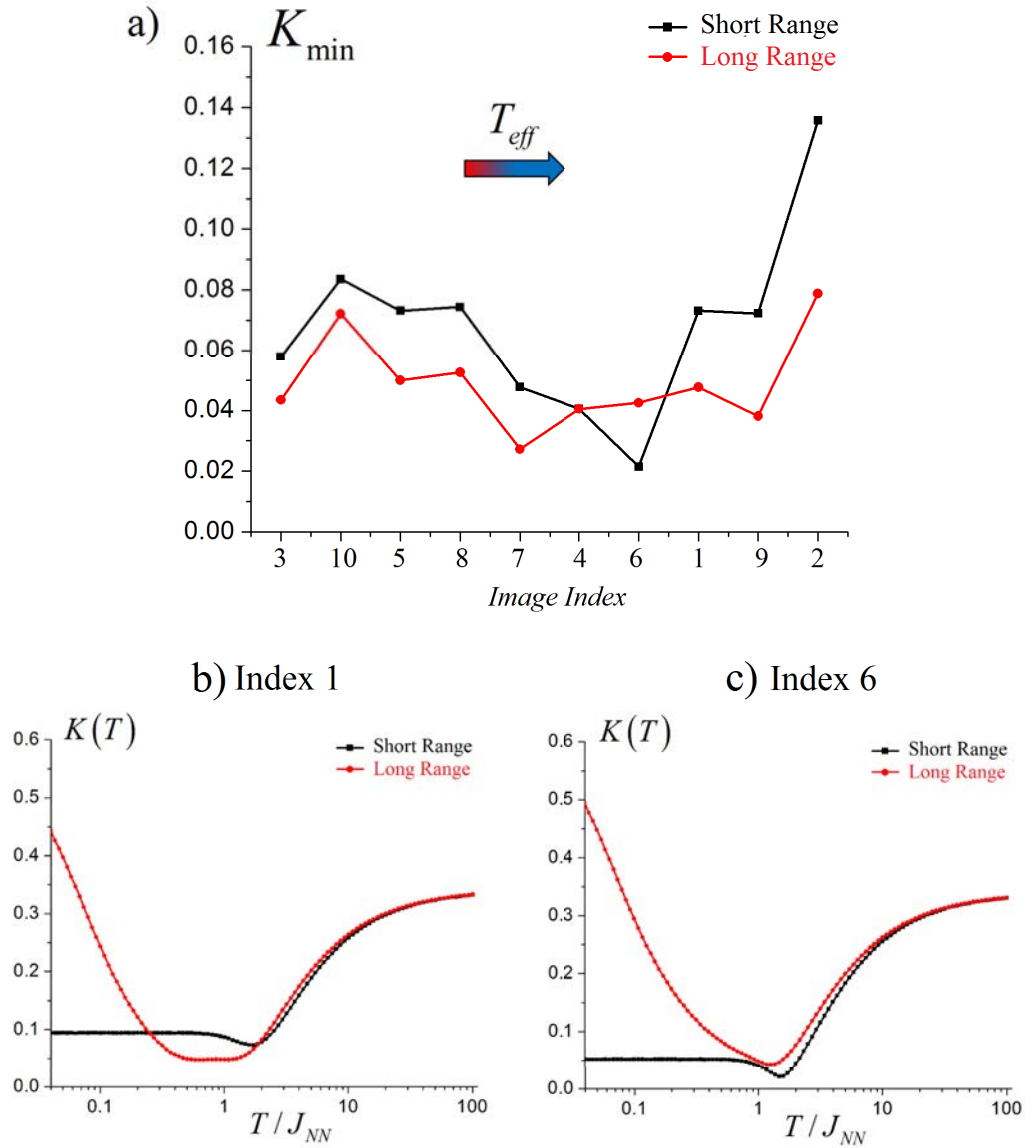 a) K_min
Short Range
Long Range
0.16
0.14
0.12
0.10
0.08
0.06
0.04
0.02
0.00
T_eff
3 10 5 8 7 4 6 1 9 2
Image Index
b) Index 1
K(T)
Short Range
Long Range
0.6
0.5
0.4
0.3
0.2
0.1
0.0
0.1 1 10 100
T / J_NN
c) Index 6
K(T)
Short Range
Long Range
0.6
0.5
0.4
0.3
0.2
0.1
0.0
0.1 1 10 100
T / J_NN